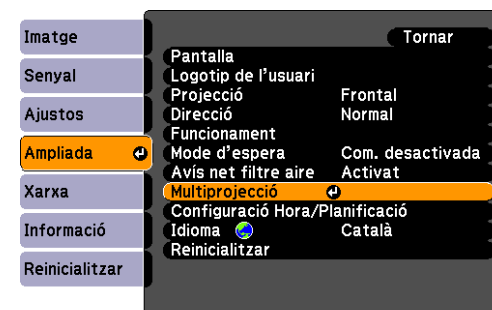 Imatge
Senyal
Ajustos
Ampliada
Xarxa
Informació
Reinicialitzar
Tornar
Pantalla
Logotip de l'usuari
Projecció Frontal
Direcció Normal
Funcionament
Mode d'espera Com. desactivada
Avís net filtre aire Activat
Multiprojecció
Configuració Hora/Planificació
Idioma Català
Reinicialitzar